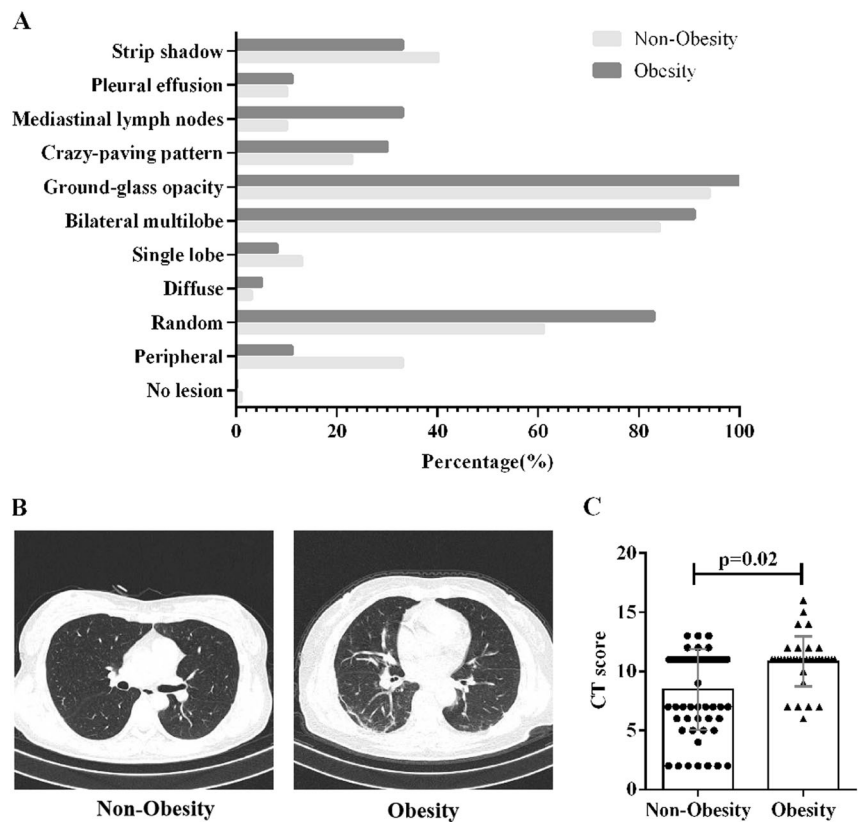 A
Strip shadow
Pleural effusion
Mediastinal lymph nodes
Crazy-paving pattern
Ground-glass opacity
Bilateral multilobe
Single lobe
Diffuse
Random
Peripheral
No lesion
Non-Obesity
Obesity
0 20 40 60 80 100
Percentage(%)
B
Non-Obesity Obesity
C
p=0.02
20
15
10
5
0
CT score
Non-Obesity Obesity